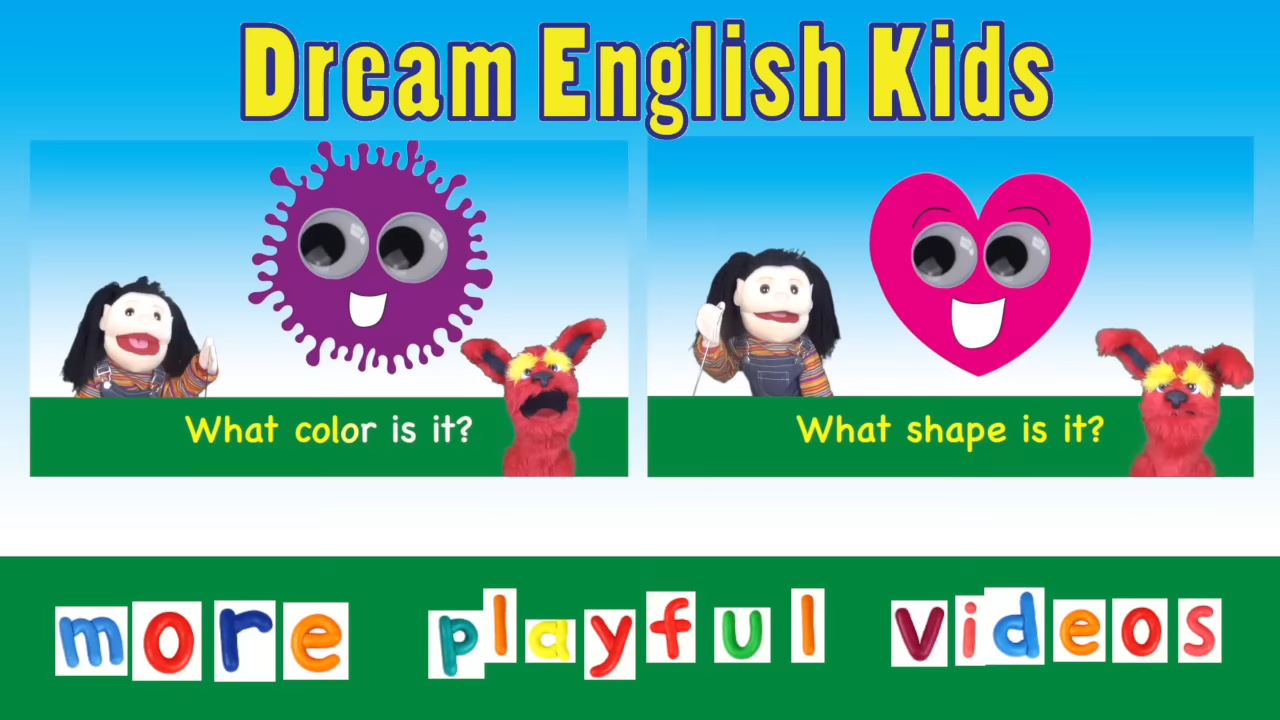 Dream English Kids
What color is it?
What shape is it?
more playful videos